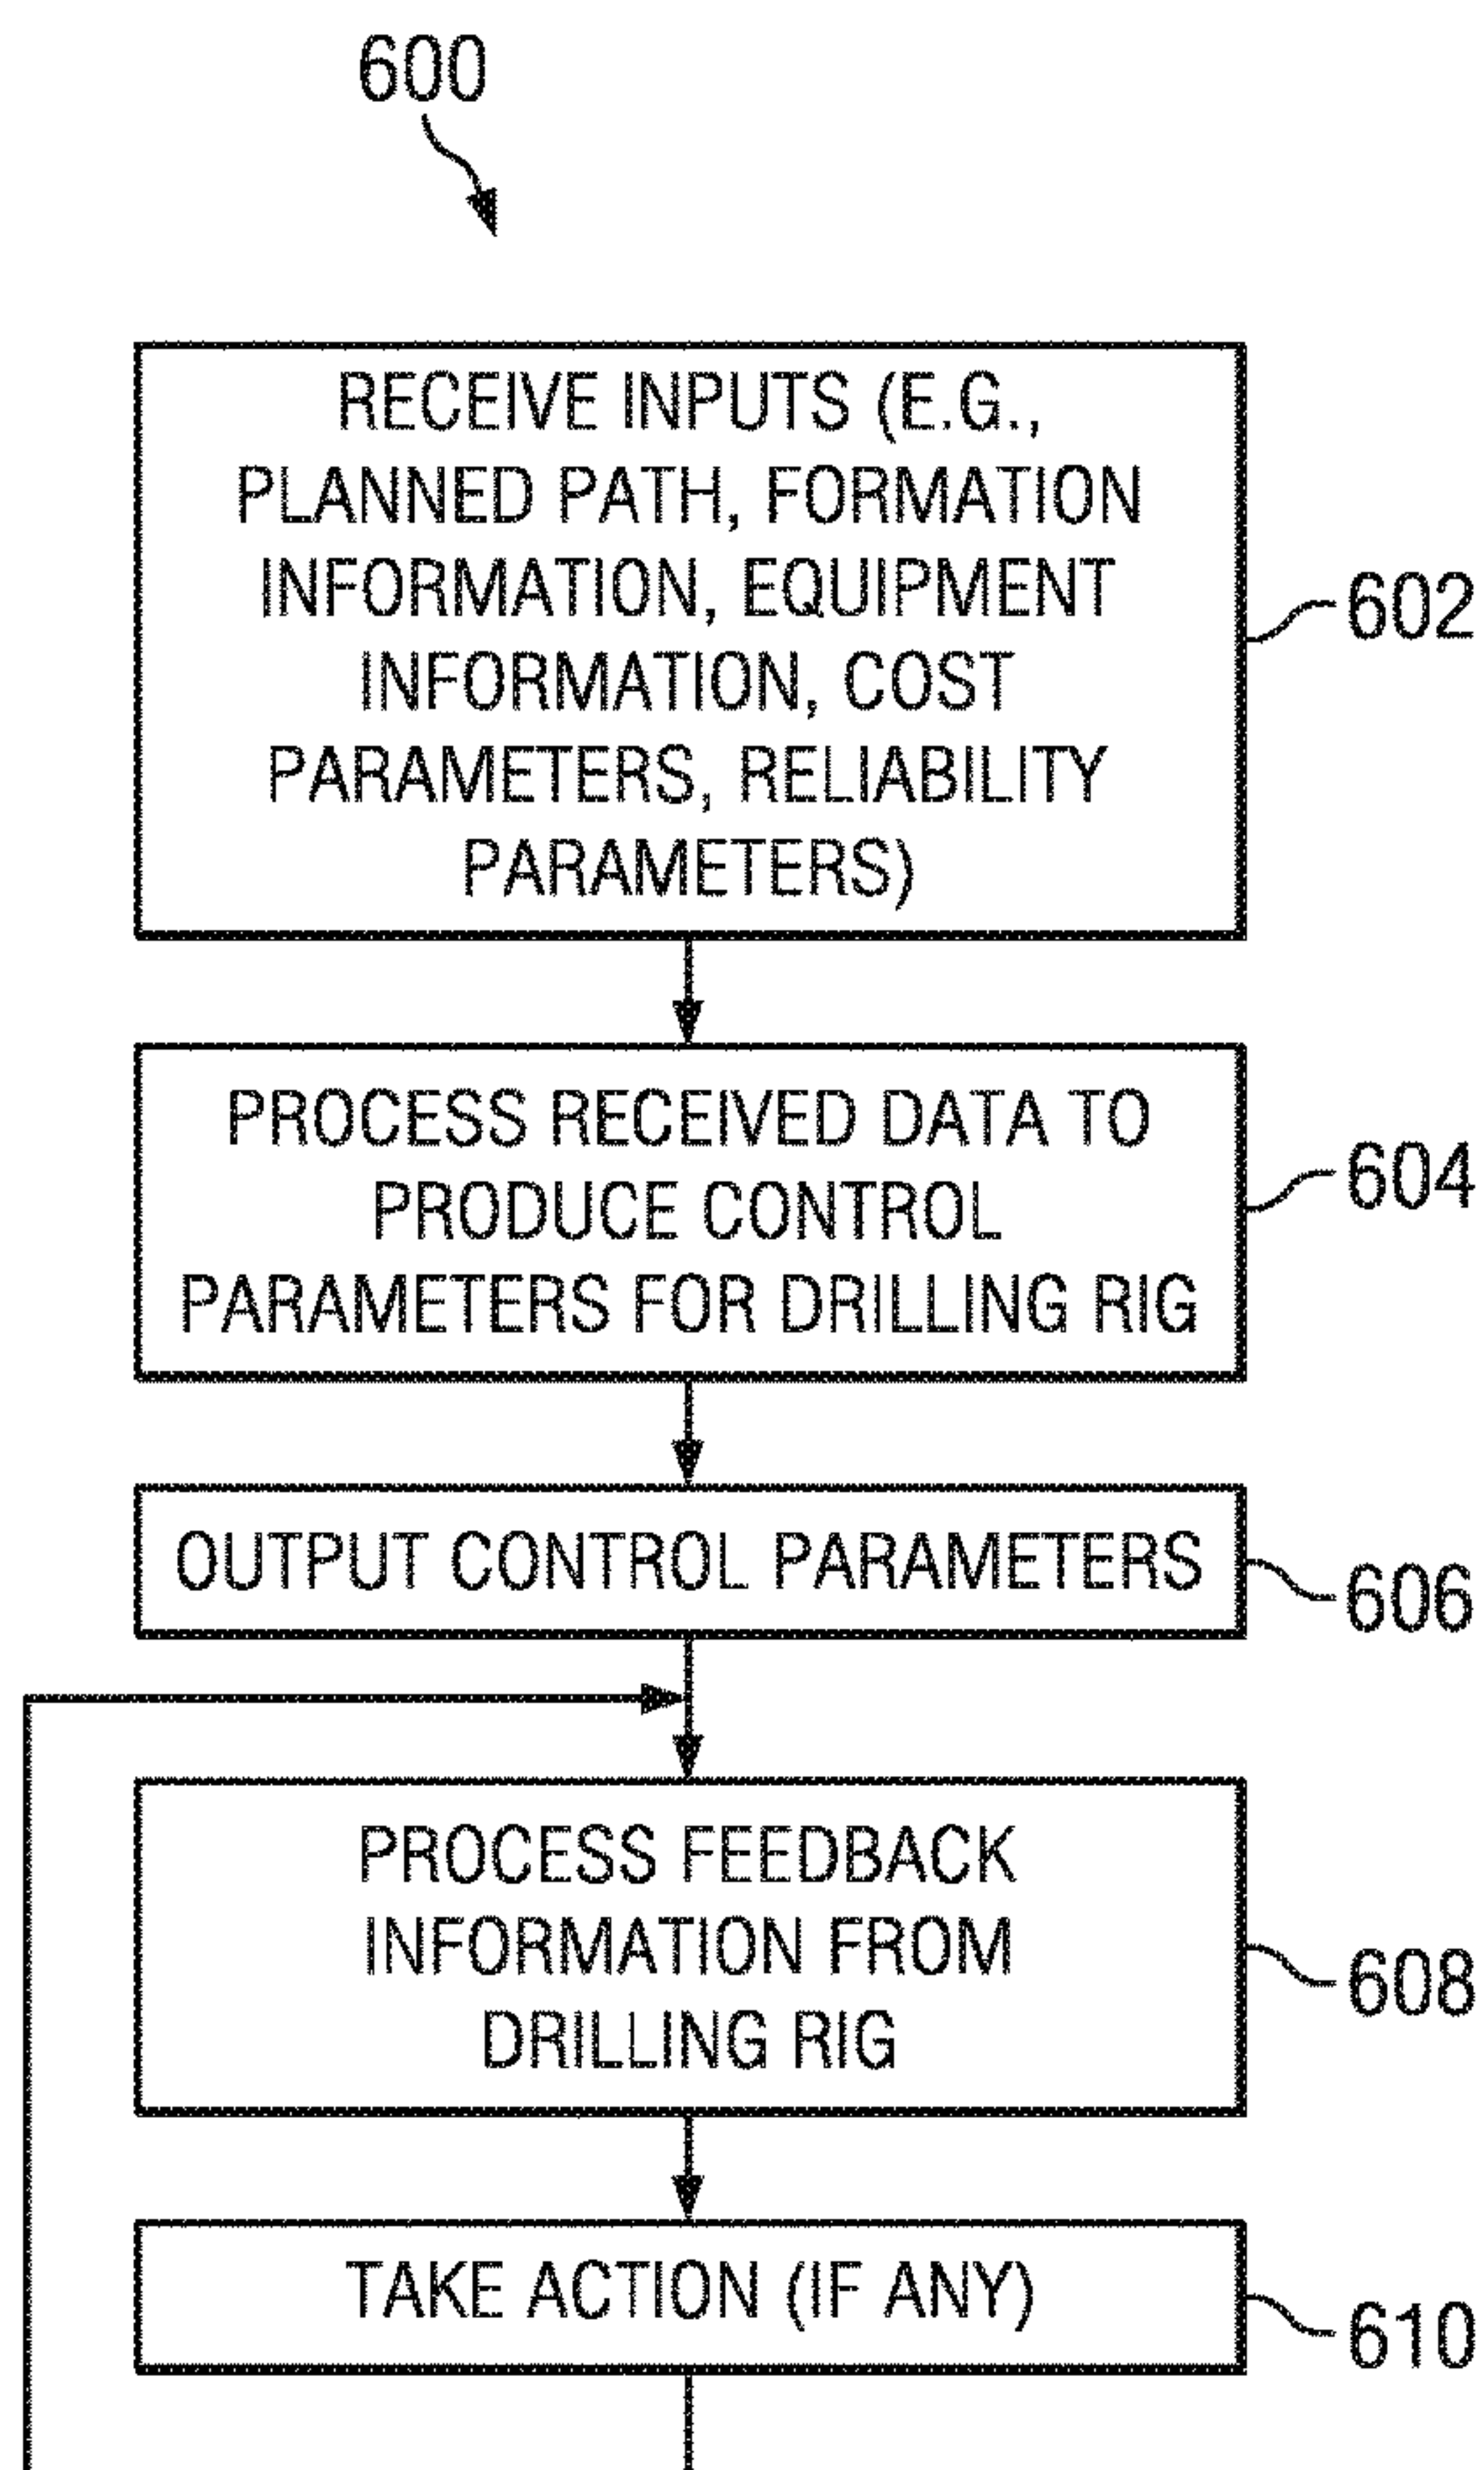 600
RECEIVE INPUTS (E.G.,
PLANNED PATH, FORMATION
INFORMATION, EQUIPMENT
INFORMATION, COST
PARAMETERS, RELIABILITY
PARAMETERS)
602
PROCESS RECEIVED DATA TO
PRODUCE CONTROL
PARAMETERS FOR DRILLING RIG
604
OUTPUT CONTROL PARAMETERS
606
PROCESS FEEDBACK
INFORMATION FROM
DRILLING RIG
608
TAKE ACTION (IF ANY)
610